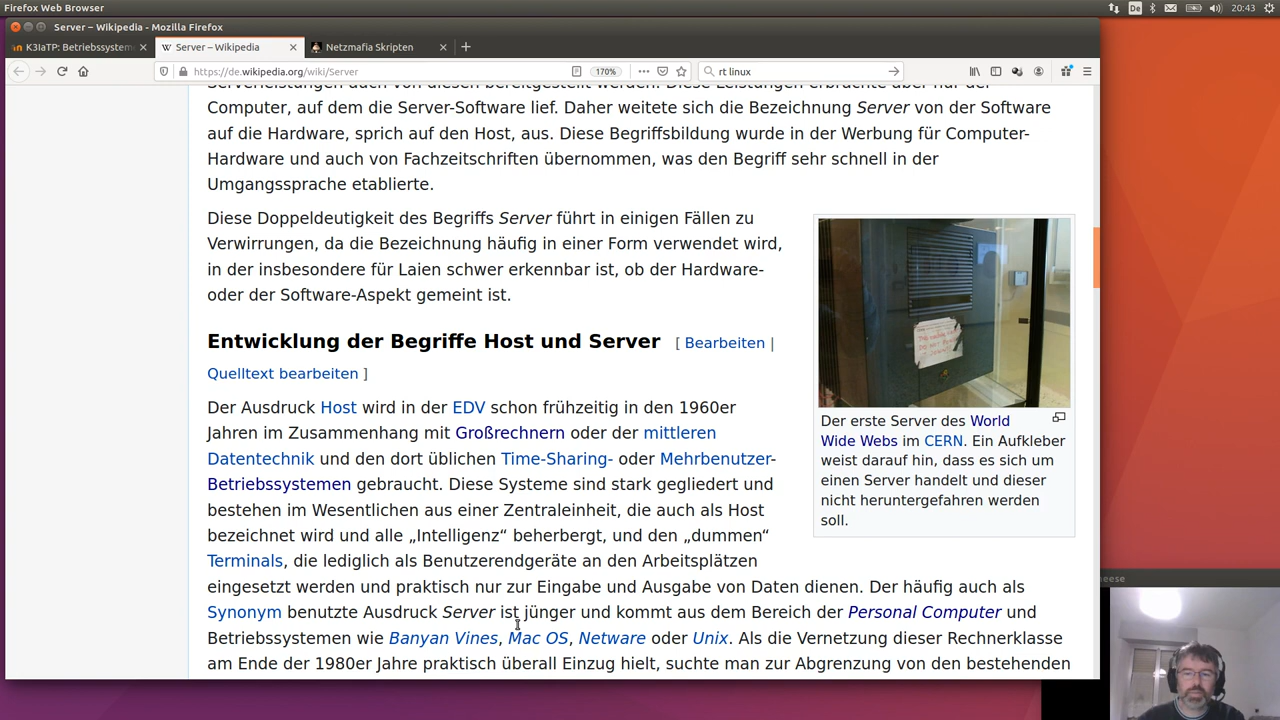 Firefox Web Browser
De
20:43
Server – Wikipedia - Mozilla Firefox
K3IaTP: Betriebssystem
Server – Wikipedia
Netzmafia Skripten
https://de.wikipedia.org/wiki/Server
170%
rt linux
Serverleistungen auch von diesen bereitgestellt werden. Diese Leistungen erbrachte aber nur der
Computer, auf dem die Server-Software lief. Daher weitete sich die Bezeichnung Server von der Software
auf die Hardware, sprich auf den Host, aus. Diese Begriffsbildung wurde in der Werbung für Computer-
Hardware und auch von Fachzeitschriften übernommen, was den Begriff sehr schnell in der
Umgangssprache etablierte.
Diese Doppeldeutigkeit des Begriffs Server führt in einigen Fällen zu
Verwirrungen, da die Bezeichnung häufig in einer Form verwendet wird,
in der insbesondere für Laien schwer erkennbar ist, ob der Hardware-
oder der Software-Aspekt gemeint ist.
Entwicklung der Begriffe Host und Server [ Bearbeiten |
Quelltext bearbeiten ]
Der Ausdruck Host wird in der EDV schon frühzeitig in den 1960er
Jahren im Zusammenhang mit Großrechnern oder der mittleren
Datentechnik und den dort üblichen Time-Sharing- oder Mehrbenutzer-
Betriebssystemen gebraucht. Diese Systeme sind stark gegliedert und
bestehen im Wesentlichen aus einer Zentraleinheit, die auch als Host
bezeichnet wird und alle „Intelligenz“ beherbergt, und den „dummen“
Terminals, die lediglich als Benutzerendgeräte an den Arbeitsplätzen
eingesetzt werden und praktisch nur zur Eingabe und Ausgabe von Daten dienen. Der häufig auch als
Synonym benutzte Ausdruck Server ist jünger und kommt aus dem Bereich der Personal Computer und
Betriebssystemen wie Banyan Vines, Mac OS, Netware oder Unix. Als die Vernetzung dieser Rechnerklasse
am Ende der 1980er Jahre praktisch überall Einzug hielt, suchte man zur Abgrenzung von den bestehenden
Der erste Server des World
Wide Webs im CERN. Ein Aufkleber
weist darauf hin, dass es sich um
einen Server handelt und dieser
nicht heruntergefahren werden
soll.